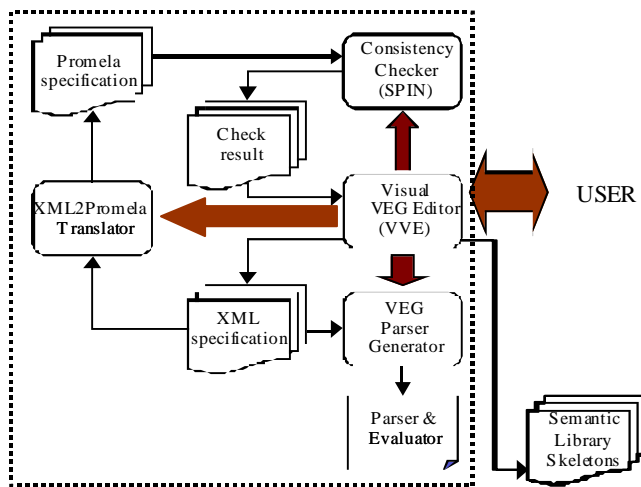 Promela
specification
Consistency
Checker
(SPIN)
Check
result
XML2Promela
Translator
Visual
VEG Editor
(VVE)
USER
XML
specification
VEG
Parser
Generator
Parser &
Evaluator
Semantic
Library
Skeletons